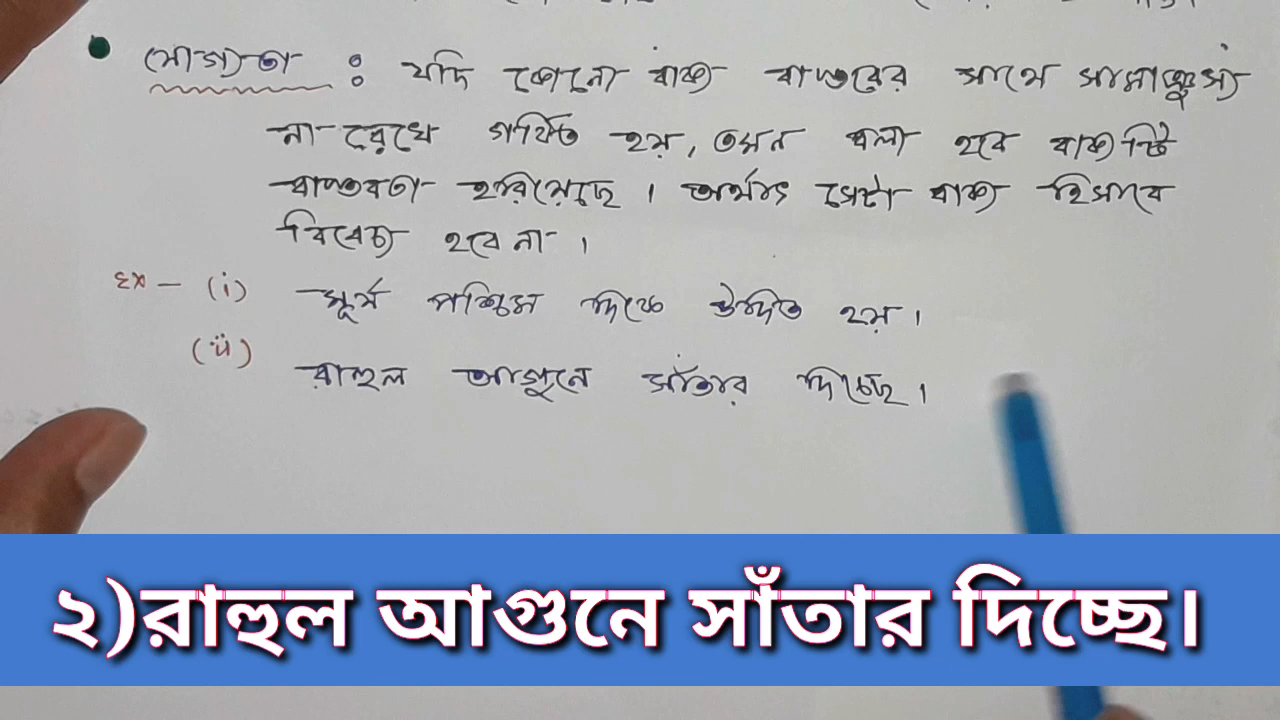 যোগ্যতা : যদি কোনো বাক্য বাস্তবের সাথে সামাঞ্জস্য
না রেখে গঠিত হয়, তখন বলা হবে বাক্যটি
বাস্তবতা হারিয়েছে । অর্থাৎ সেটা বাক্য হিসাবে
বিবেচ্য হবে না ।
Ex - (i) সূর্য পশ্চিম দিকে উদিত হয় ।
(ii) রাহুল আগুনে সাঁতার দিচ্ছে ।
২)রাহুল আগুনে সাঁতার দিচ্ছে।